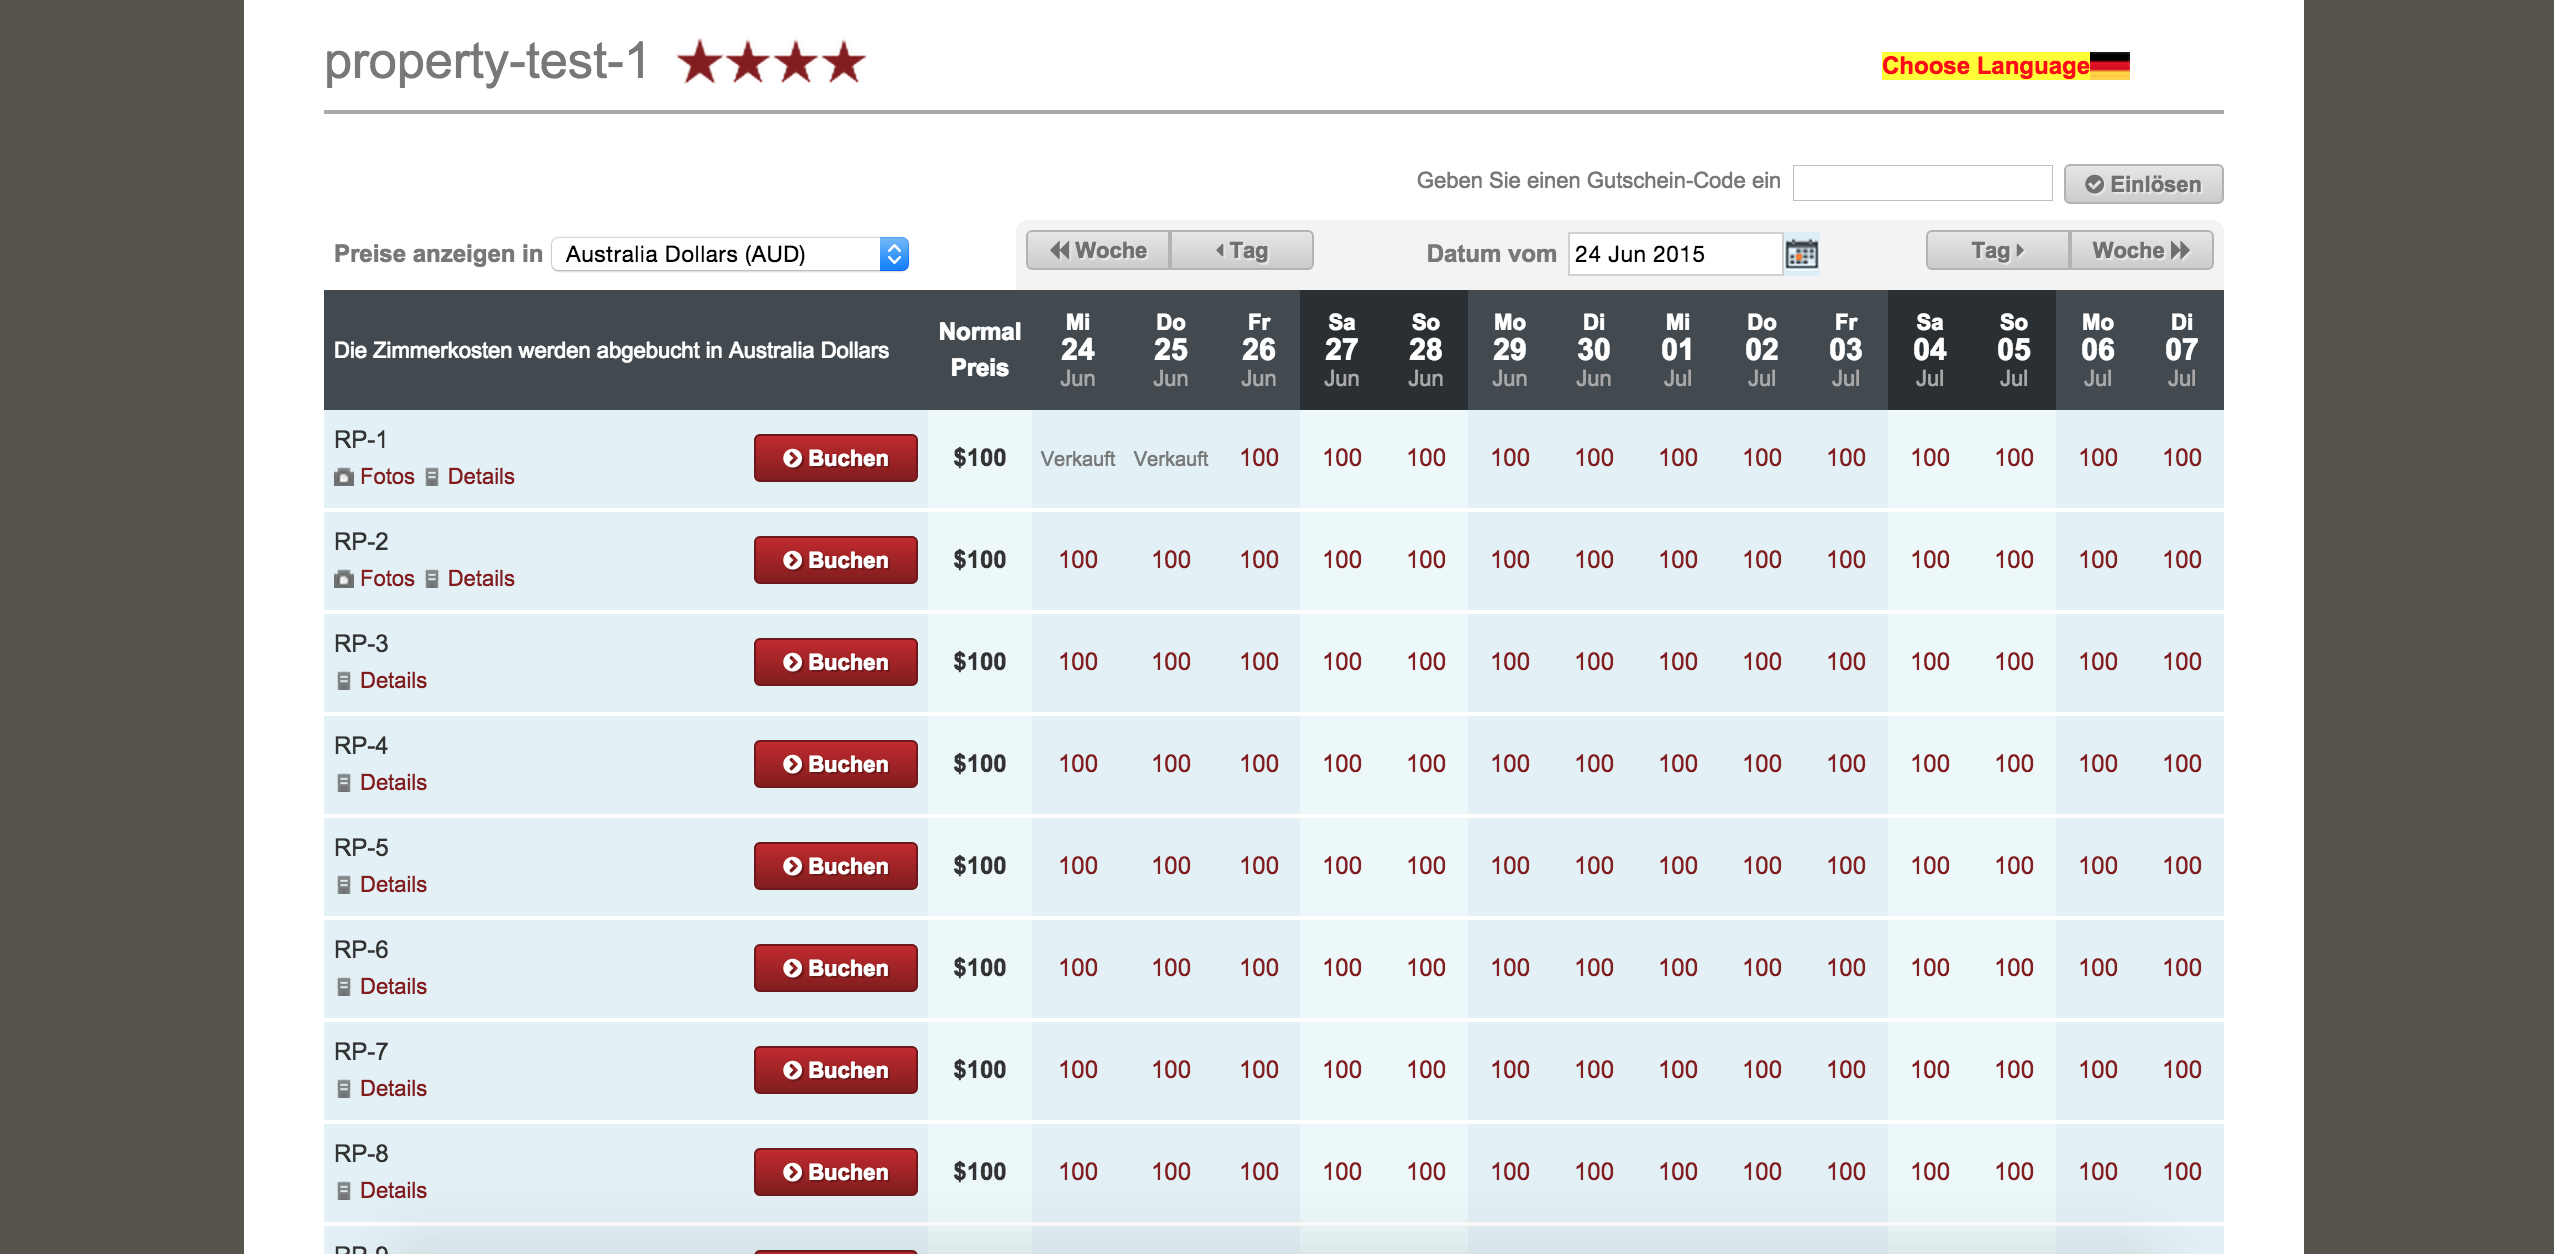 property-test-1
Choose Language
Geben Sie einen Gutschein-Code ein Einlösen
Preise anzeigen in Australia Dollars (AUD) Woche Tag Datum vom 24 Jun 2015 Tag Woche
Die Zimmerkosten werden abgebucht in Australia Dollars Normal Preis Mi 24 Jun Do 25 Jun Fr 26 Jun Sa 27 Jun So 28 Jun Mo 29 Jun Di 30 Jun Mi 01 Jul Do 02 Jul Fr 03 Jul Sa 04 Jul So 05 Jul Mo 06 Jul Di 07 Jul
RP-1
Fotos Details
Buchen $100 Verkauft Verkauft 100 100 100 100 100 100 100 100 100 100 100 100
RP-2
Fotos Details
Buchen $100 100 100 100 100 100 100 100 100 100 100 100 100 100 100
RP-3
Details
Buchen $100 100 100 100 100 100 100 100 100 100 100 100 100 100 100
RP-4
Details
Buchen $100 100 100 100 100 100 100 100 100 100 100 100 100 100 100
RP-5
Details
Buchen $100 100 100 100 100 100 100 100 100 100 100 100 100 100 100
RP-6
Details
Buchen $100 100 100 100 100 100 100 100 100 100 100 100 100 100 100
RP-7
Details
Buchen $100 100 100 100 100 100 100 100 100 100 100 100 100 100 100
RP-8
Details
Buchen $100 100 100 100 100 100 100 100 100 100 100 100 100 100 100